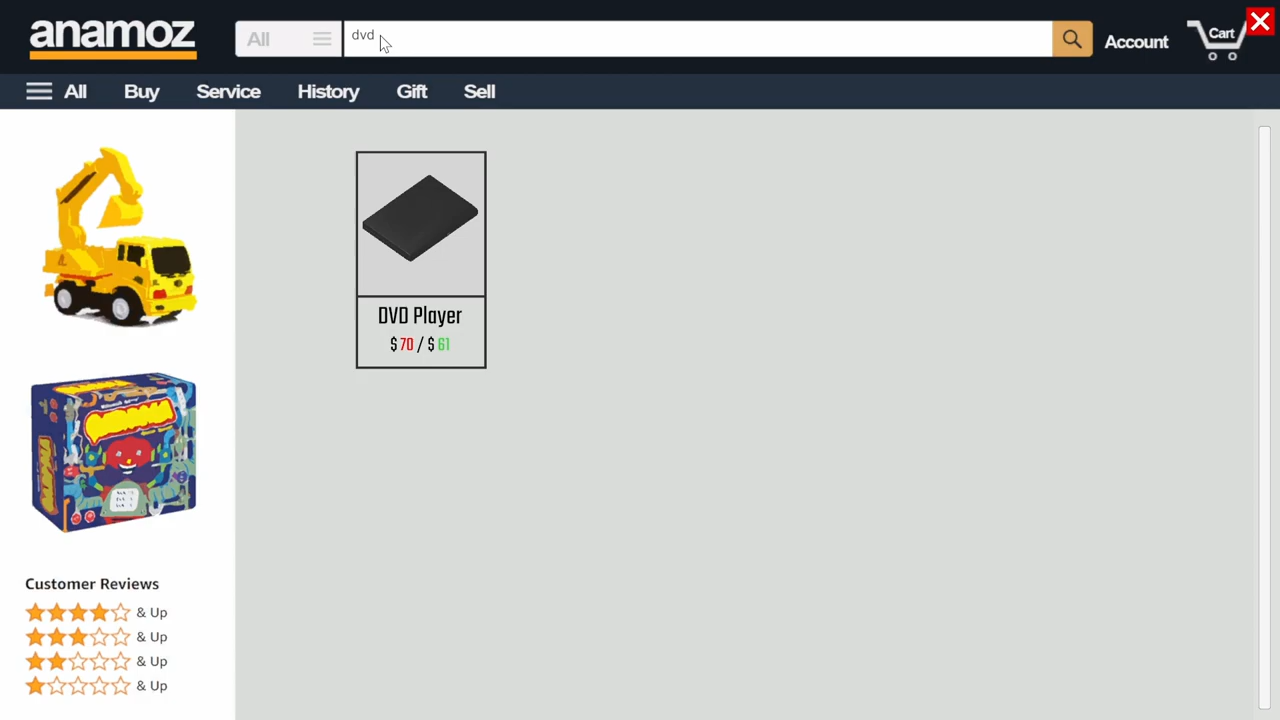 anamoz
All
dvd
Account
Cart
All Buy Service History Gift Sell
DVD Player
$ 70 / $ 61
Customer Reviews
& Up
& Up
& Up
& Up